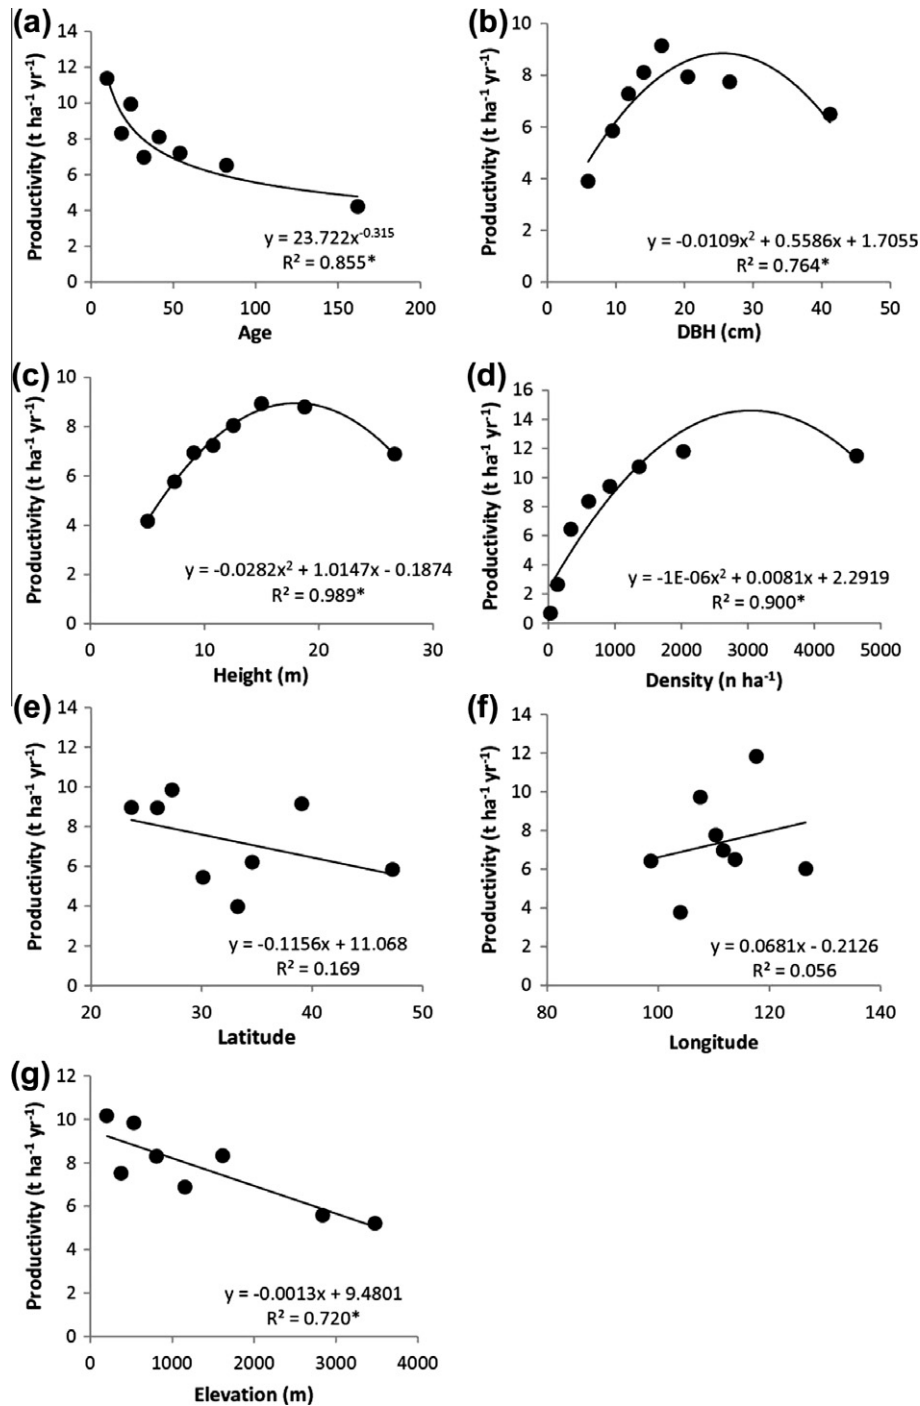 (a)
Productivity (t ha⁻¹ yr⁻¹)
14
12
10
8
6
4
2
0
y = 23.722x⁻⁰·³¹⁵
R² = 0.855*
0 50 100 150 200
Age
(b)
Productivity (t ha⁻¹ yr⁻¹)
10
8
6
4
2
0
y = -0.0109x² + 0.5586x + 1.7055
R² = 0.764*
0 10 20 30 40 50
DBH (cm)
(c)
Productivity (t ha⁻¹ yr⁻¹)
10
8
6
4
2
0
y = -0.0282x² + 1.0147x - 0.1874
R² = 0.989*
0 10 20 30
Height (m)
(d)
Productivity (t ha⁻¹ yr⁻¹)
16
14
12
10
8
6
4
2
0
y = -1E-06x² + 0.0081x + 2.2919
R² = 0.900*
0 1000 2000 3000 4000 5000
Density (n ha⁻¹)
(e)
Productivity (t ha⁻¹ yr⁻¹)
14
12
10
8
6
4
2
0
y = -0.1156x + 11.068
R² = 0.169
20 30 40 50
Latitude
(f)
Productivity (t ha⁻¹ yr⁻¹)
14
12
10
8
6
4
2
0
y = 0.0681x - 0.2126
R² = 0.056
80 100 120 140
Longitude
(g)
Productivity (t ha⁻¹ yr⁻¹)
12
10
8
6
4
2
0
y = -0.0013x + 9.4801
R² = 0.720*
0 1000 2000 3000 4000
Elevation (m)